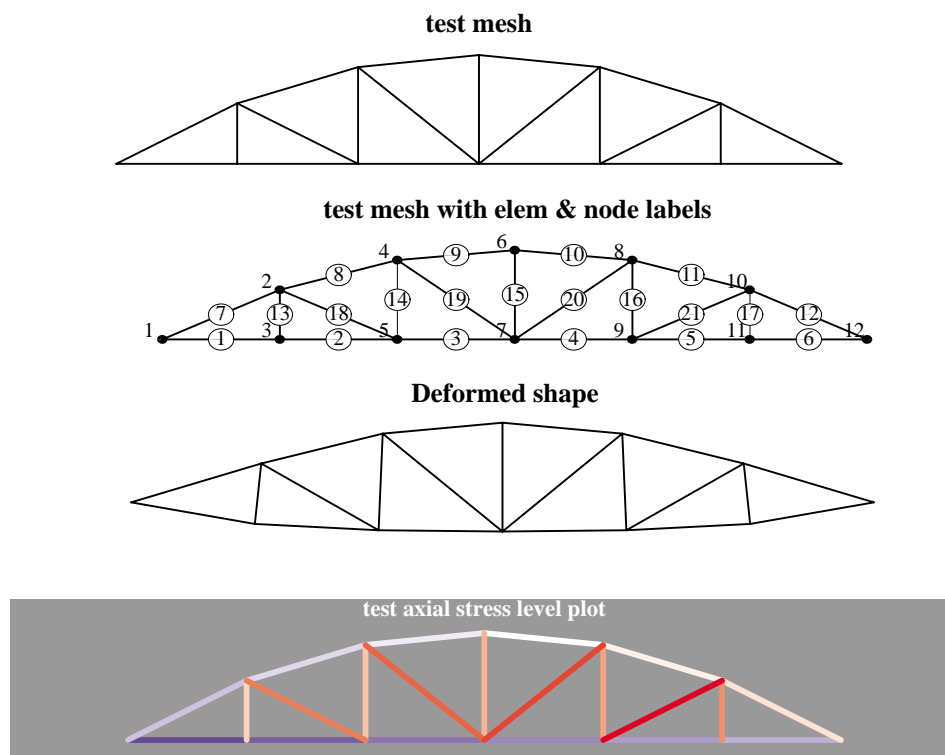 test mesh
test mesh with elem & node labels
6
4 9 10 8
2 8 11 10
7 13 18 14 19 15 20 16 21 17 12
1 3 5 7 9 11 12
1 2 3 4 5 6
Deformed shape
test axial stress level plot